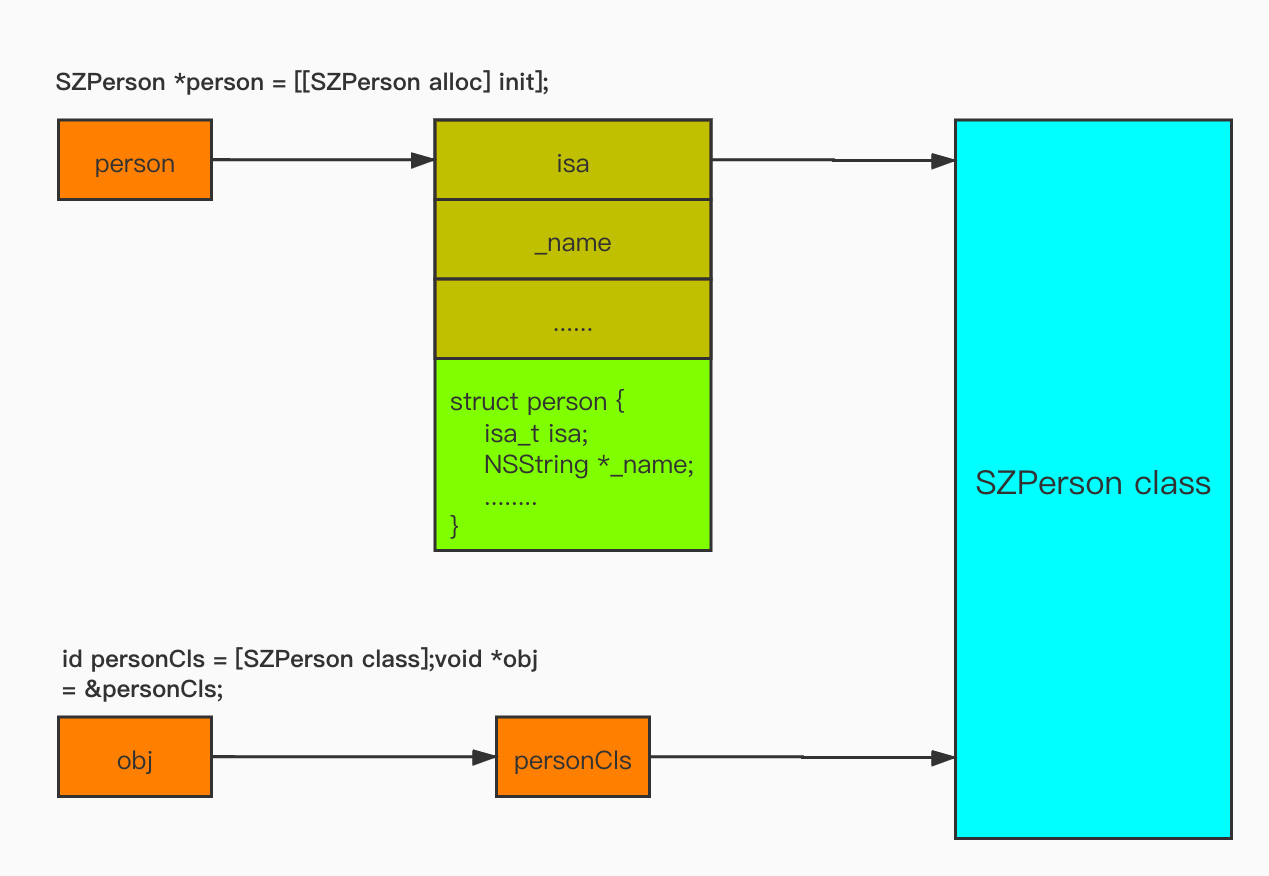 SZPerson *person = [[SZPerson alloc] init];
person
isa
_name
......
struct person {
isa_t isa;
NSString *_name;
........
}
SZPerson class
id personCls = [SZPerson class];void *obj
= &personCls;
obj
personCls